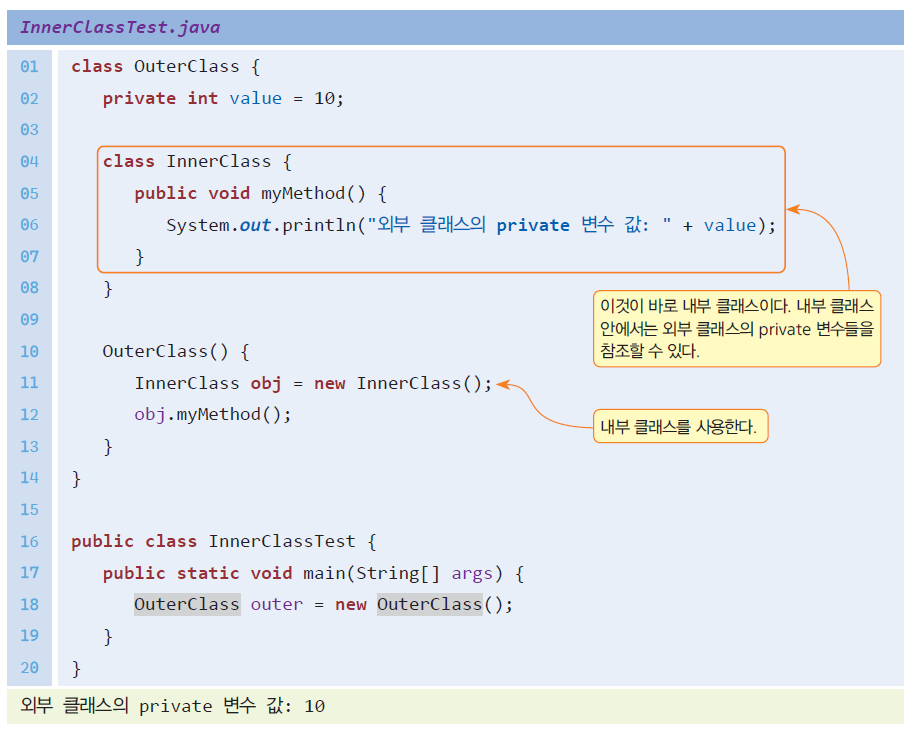 InnerClassTest.java
01 class OuterClass {
02 private int value = 10;
03
04 class InnerClass {
05 public void myMethod() {
06 System.out.println("외부 클래스의 private 변수 값: " + value);
07 }
08 }
09
이것이 바로 내부 클래스이다. 내부 클래스
안에서는 외부 클래스의 private 변수들을
참조할 수 있다.
10 OuterClass() {
11 InnerClass obj = new InnerClass();
12 obj.myMethod();
내부 클래스를 사용한다.
13 }
14 }
15
16 public class InnerClassTest {
17 public static void main(String[] args) {
18 OuterClass outer = new OuterClass();
19 }
20 }
외부 클래스의 private 변수 값: 10